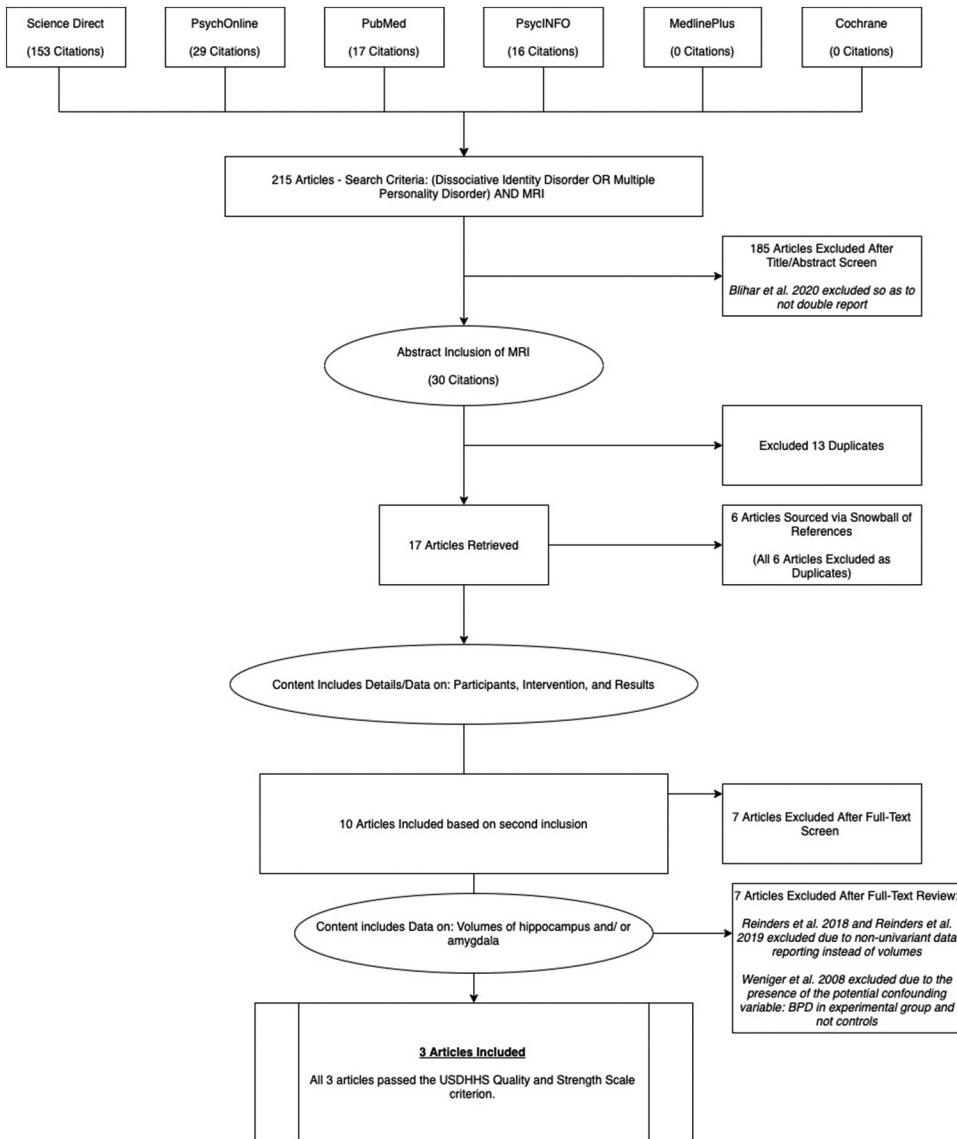 Science Direct
(153 Citations)
PsychOnline
(29 Citations)
PubMed
(17 Citations)
PsycINFO
(16 Citations)
MedlinePlus
(0 Citations)
Cochrane
(0 Citations)
215 Articles - Search Criteria: (Dissociative Identity Disorder OR Multiple
Personality Disorder) AND MRI
185 Articles Excluded After
Title/Abstract Screen
Blihar et al. 2020 excluded so as to
not double report
Abstract Inclusion of MRI
(30 Citations)
Excluded 13 Duplicates
17 Articles Retrieved
6 Articles Sourced via Snowball of
References
(All 6 Articles Excluded as
Duplicates)
Content Includes Details/Data on: Participants, Intervention, and Results
10 Articles Included based on second inclusion
7 Articles Excluded After Full-Text
Screen
Content includes Data on: Volumes of hippocampus and/ or
amygdala
7 Articles Excluded After Full-Text Review:
Reinders et al. 2018 and Reinders et al.
2019 excluded due to non-univariant data
reporting instead of volumes
Weniger et al. 2008 excluded due to the
presence of the potential confounding
variable: BPD in experimental group and
not controls
3 Articles Included
All 3 articles passed the USDHHS Quality and Strength Scale
criterion.